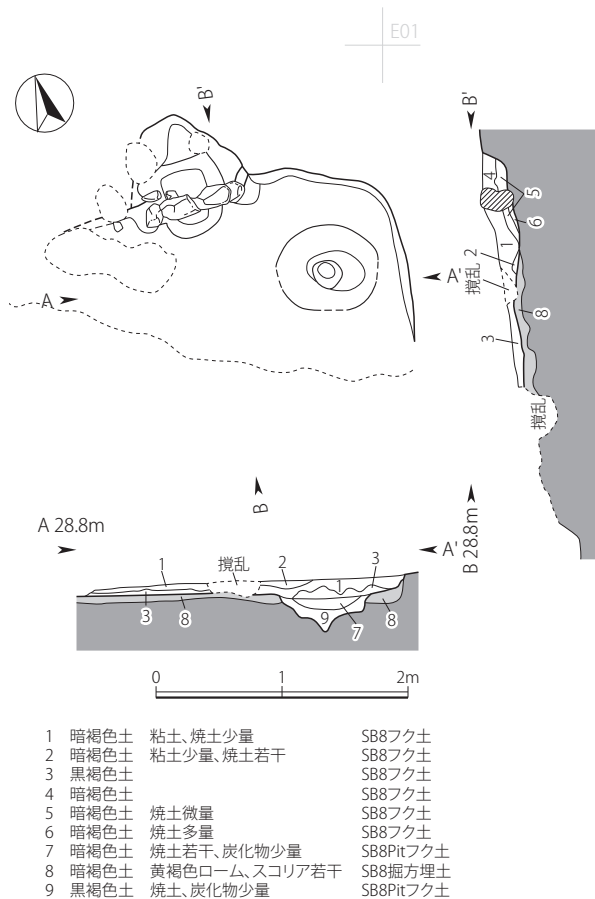 E01
B'
B'
4
5
6
1
2
撹乱
A'
8
3
撹乱
A
B
B 28.8m
A 28.8m
A'
1
撹乱
2
1
3
3
8
9
7
8
0 1 2m
1 暗褐色土 粘土、焼土少量 SB8フク土
2 暗褐色土 粘土少量、焼土若干 SB8フク土
3 黒褐色土 SB8フク土
4 暗褐色土 SB8フク土
5 暗褐色土 焼土微量 SB8フク土
6 暗褐色土 焼土多量 SB8フク土
7 暗褐色土 焼土若干、炭化物少量 SB8Pitフク土
8 暗褐色土 黄褐色ローム、スコリア若干 SB8掘方埋土
9 黒褐色土 焼土、炭化物少量 SB8Pitフク土